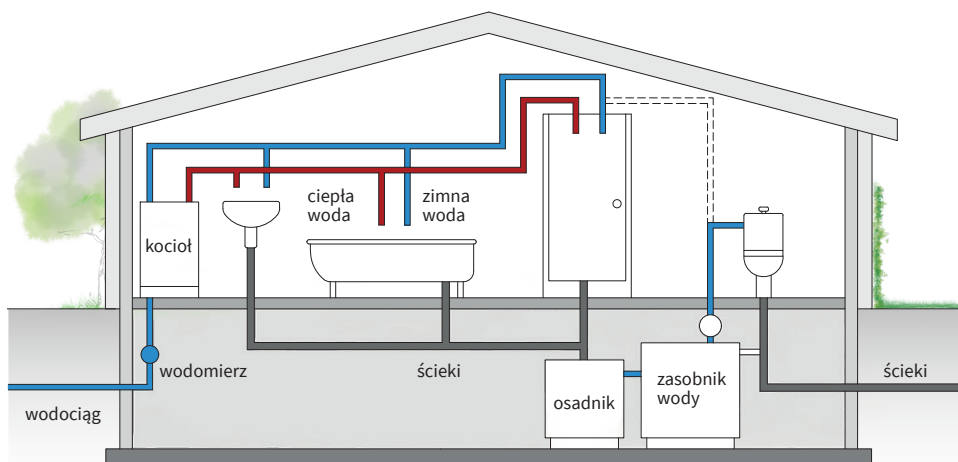 ciepła
woda
zimna
woda
kocioł
wodomierz
ścieki
zasobnik
wody
ścieki
osadnik
wodociąg